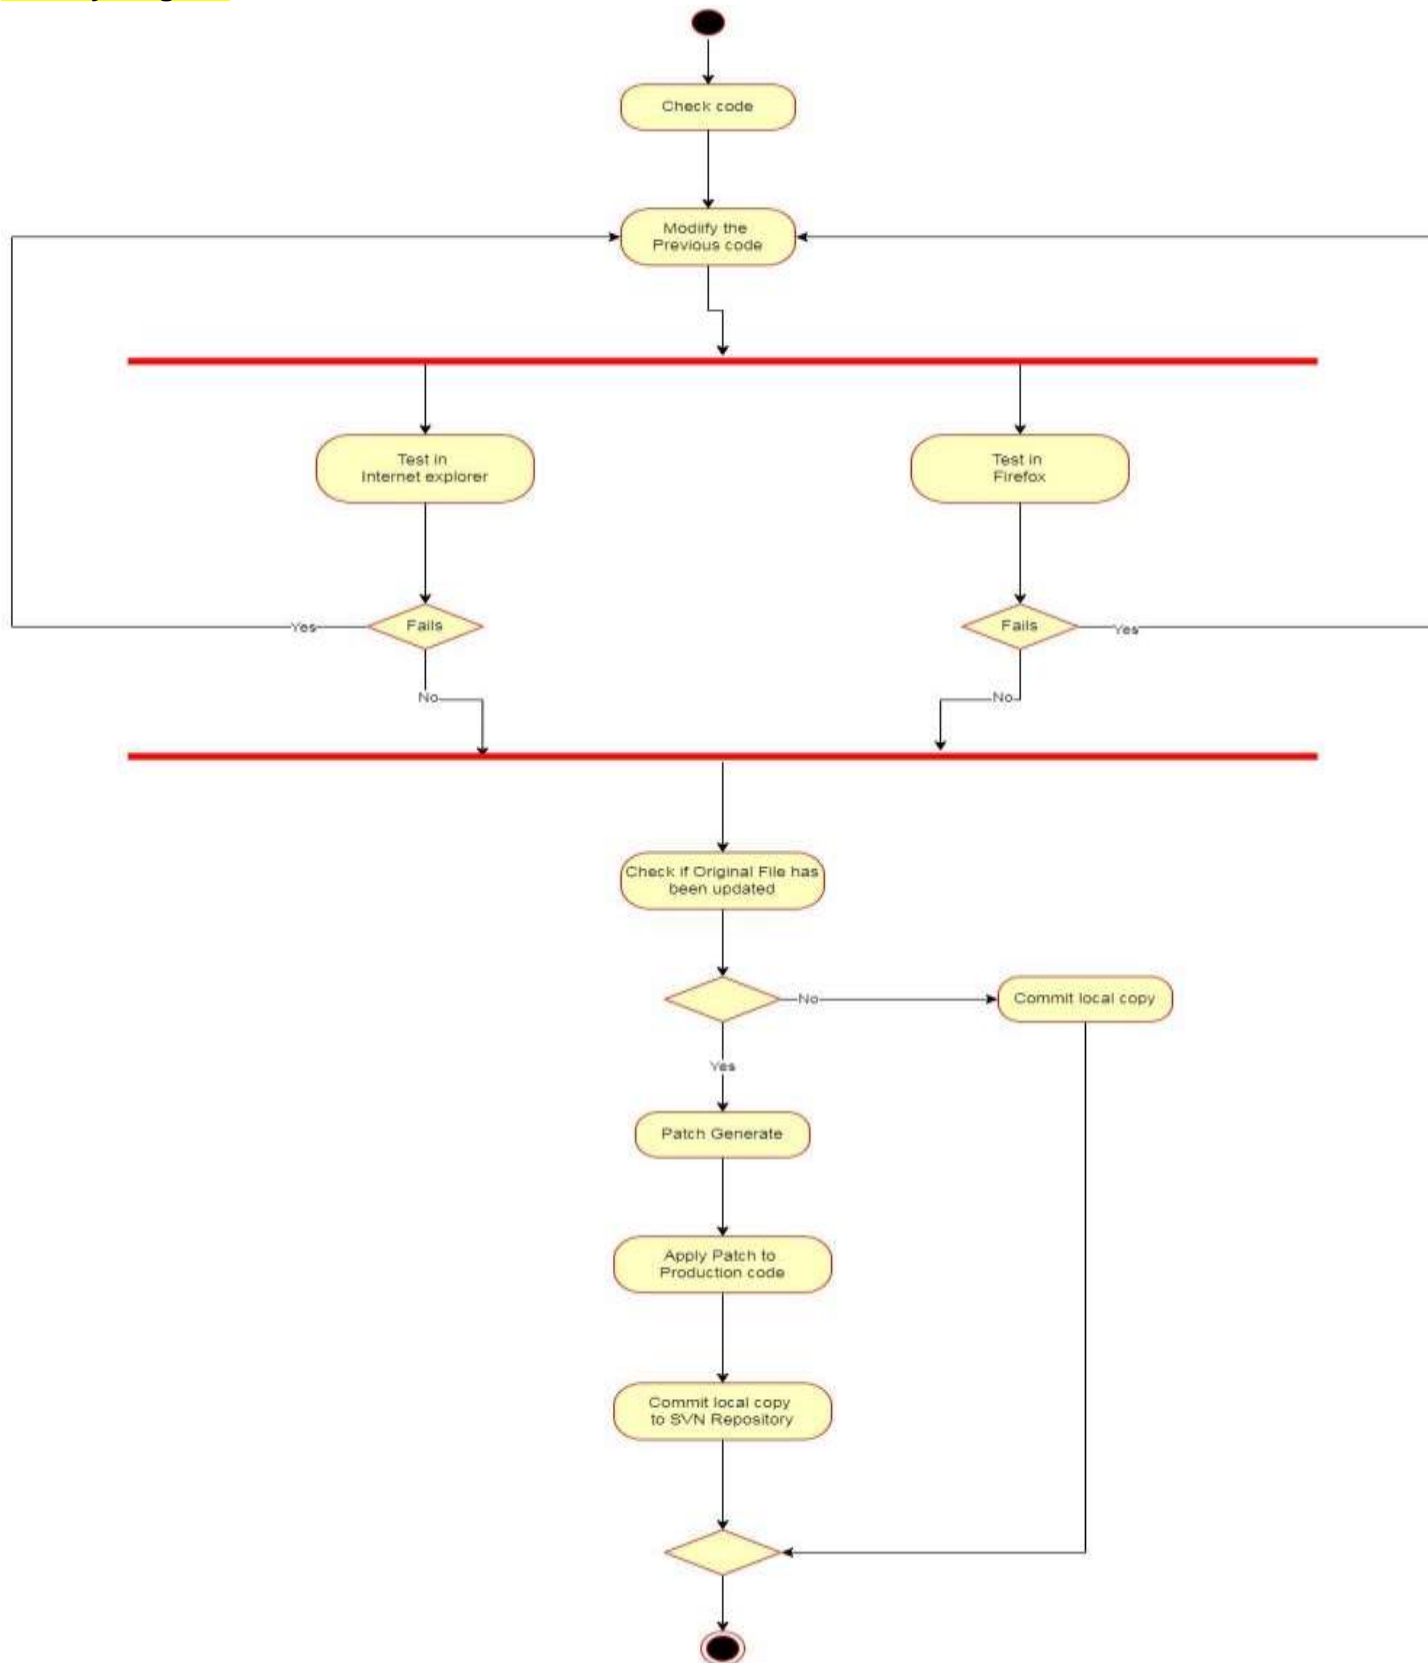 Check code
Modiify the
Previous code
Test in
Internet explorer
Test in
Firefox
Yes
Fails
Fails
Yes
No
No
Check if Original File has
been updated
No
Commit local copy
Yes
Patch Generate
Apply Patch to
Production code
Commit local copy
to SVN Repository